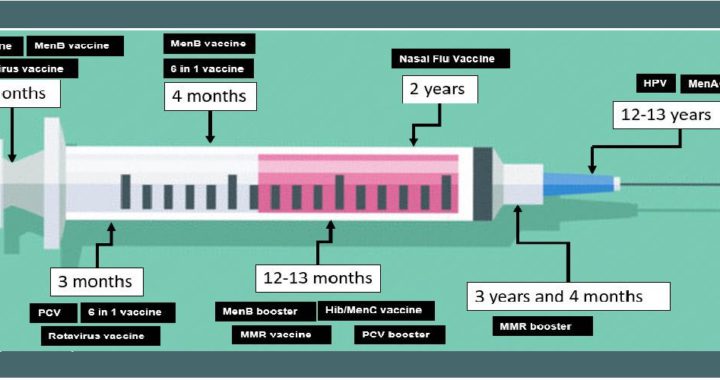 MenB vaccine
vaccine
onths
MenB vaccine
6 in 1 vaccine
4 months
Nasal Flu Vaccine
2 years
HPV
MenA
12-13 years
3 months
PCV
6 in 1 vaccine
Rotavirus vaccine
12-13 months
MenB booster
Hib/MenC vaccine
MMR vaccine
PCV booster
3 years and 4 months
MMR booster